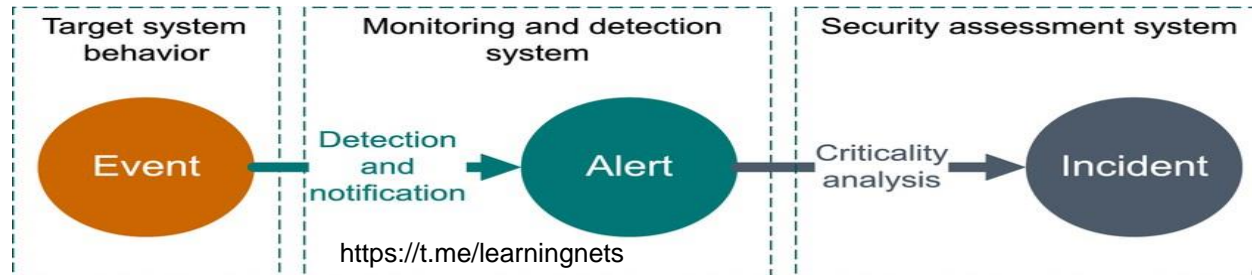 Target system
behavior
Monitoring and detection
system
Security assessment system
Event
Detection
and
notification
Alert
Criticality
analysis
Incident
https://t.me/learningnets